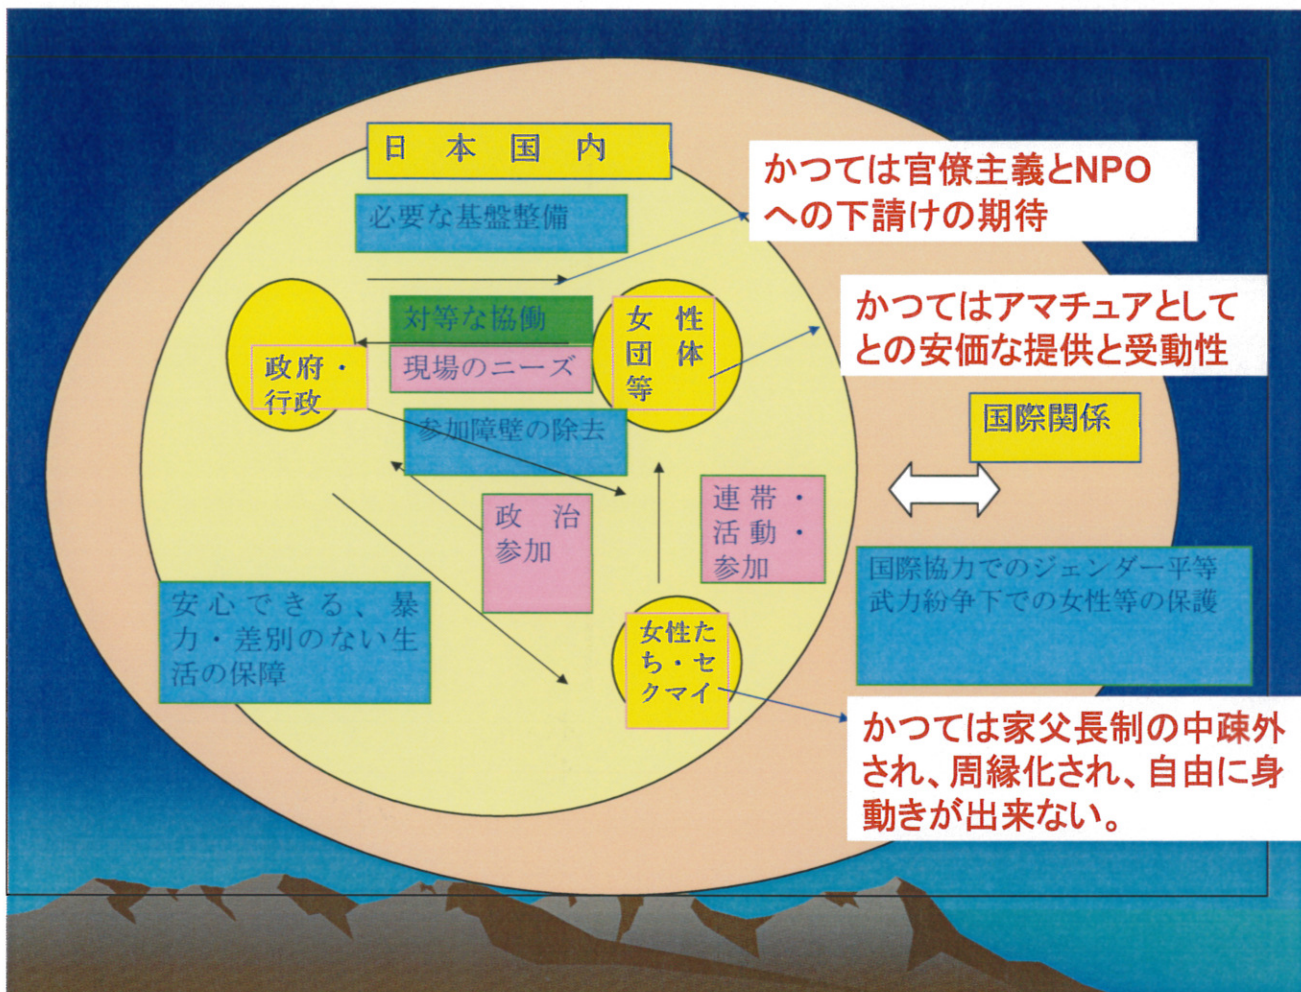 日本国内
必要な基盤整備
かつては官僚主義とNPO
への下請けの期待
対等な協働
現場のニーズ
政府・
行政
女性
団体
等
かつてはアマチュアとして
との安価な提供と受動性
参加障壁の除去
国際関係
政治
参加
連帯・
活動・
参加
安心できる、暴
力・差別のない生
活の保障
国際協力でのジェンダー平等
武力紛争下での女性等の保護
女性た
ち・セ
クマイ
かつては家父長制の中疎外
され、周縁化され、自由に身
動きが出来ない。